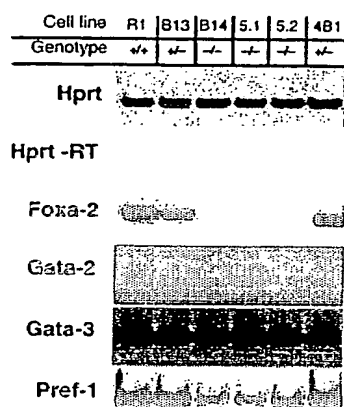 Cell line R1 B13 B14 5.1 5.2 4B1
Genotype +/+ +/- -/- -/- -/- +/-
Hprt
Hprt -RT
Foxa-2
Gata-2
Gata-3
Pref-1